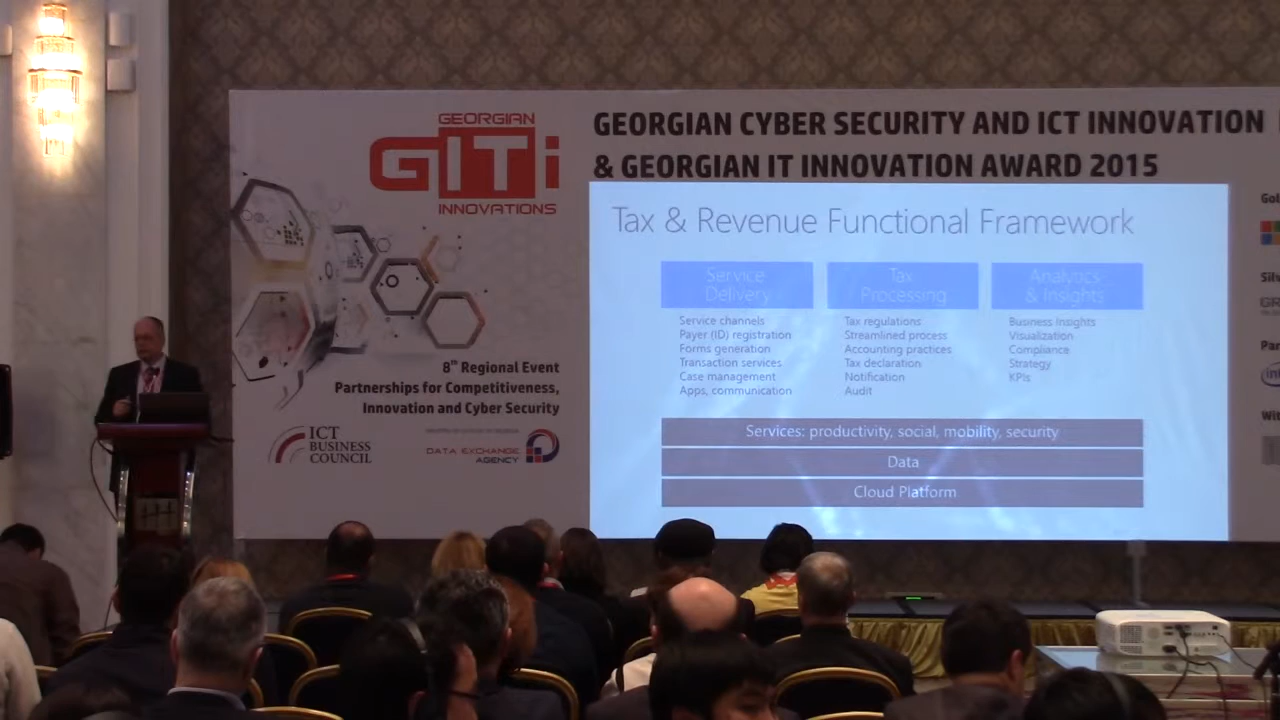 GEORGIAN
GITi
INNOVATIONS
GEORGIAN CYBER SECURITY AND ICT INNOVATION
& GEORGIAN IT INNOVATION AWARD 2015
8th Regional Event
Partnerships for Competitiveness,
Innovation and Cyber Security
ICT
BUSINESS
COUNCIL
DATA EXCHANGE
AGENCY
Tax & Revenue Functional Framework
Service
Delivery
Service channels
Payer (ID) registration
Forms generation
Transaction services
Case management
Apps, communication
Tax
Processing
Tax regulations
Streamlined process
Accounting practices
Tax declaration
Notification
Audit
Analytics
& Insights
Business Insights
Visualization
Compliance
Strategy
KPIs
Services: productivity, social, mobility, security
Data
Cloud Platform
Gol
Silv
Par
Wit